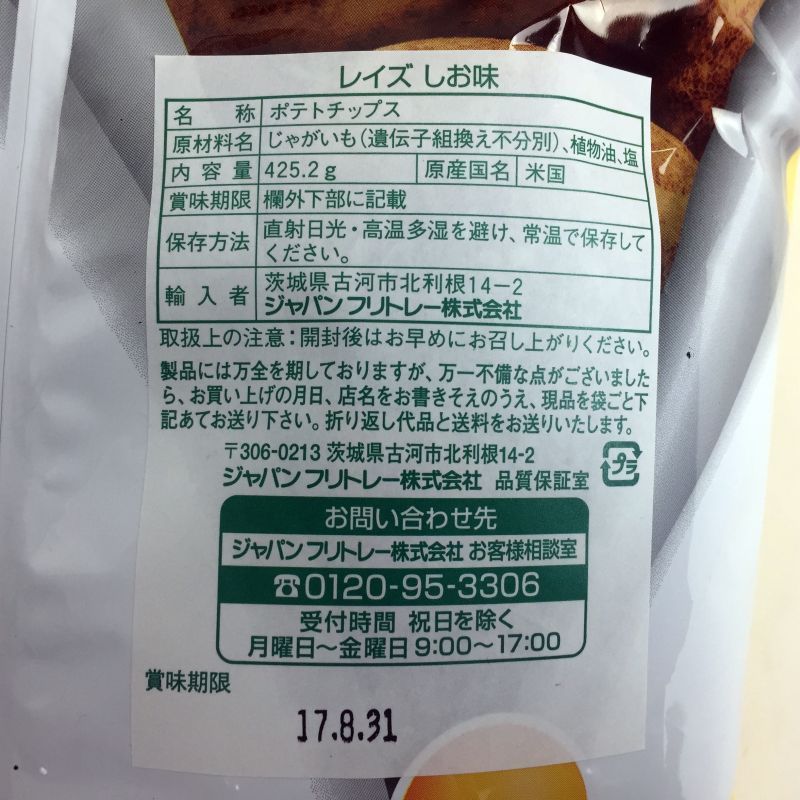 レイズ しお味
名　称 ポテトチップス
原材料名 じゃがいも(遺伝子組換え不分別)、植物油、塩
内容量 425.2g 原産国名 米国
賞味期限 欄外下部に記載
保存方法 直射日光・高温多湿を避け、常温で保存して
ください。
輸入者 茨城県古河市北利根14-2
ジャパンフリトレー株式会社
取扱上の注意:開封後はお早めにお召し上がりください。
製品には万全を期しておりますが、万一不備な点がございました
ら、お買い上げの月日、店名をお書きそえのうえ、現品を袋ごと下
記あてお送り下さい。折り返し代品と送料をお送りいたします。
〒306-0213 茨城県古河市北利根14-2
ジャパンフリトレー株式会社 品質保証室
プラ
お問い合わせ先
ジャパンフリトレー株式会社 お客様相談室
☎0120-95-3306
受付時間 祝日を除く
月曜日～金曜日 9:00～17:00
賞味期限
17.8.31